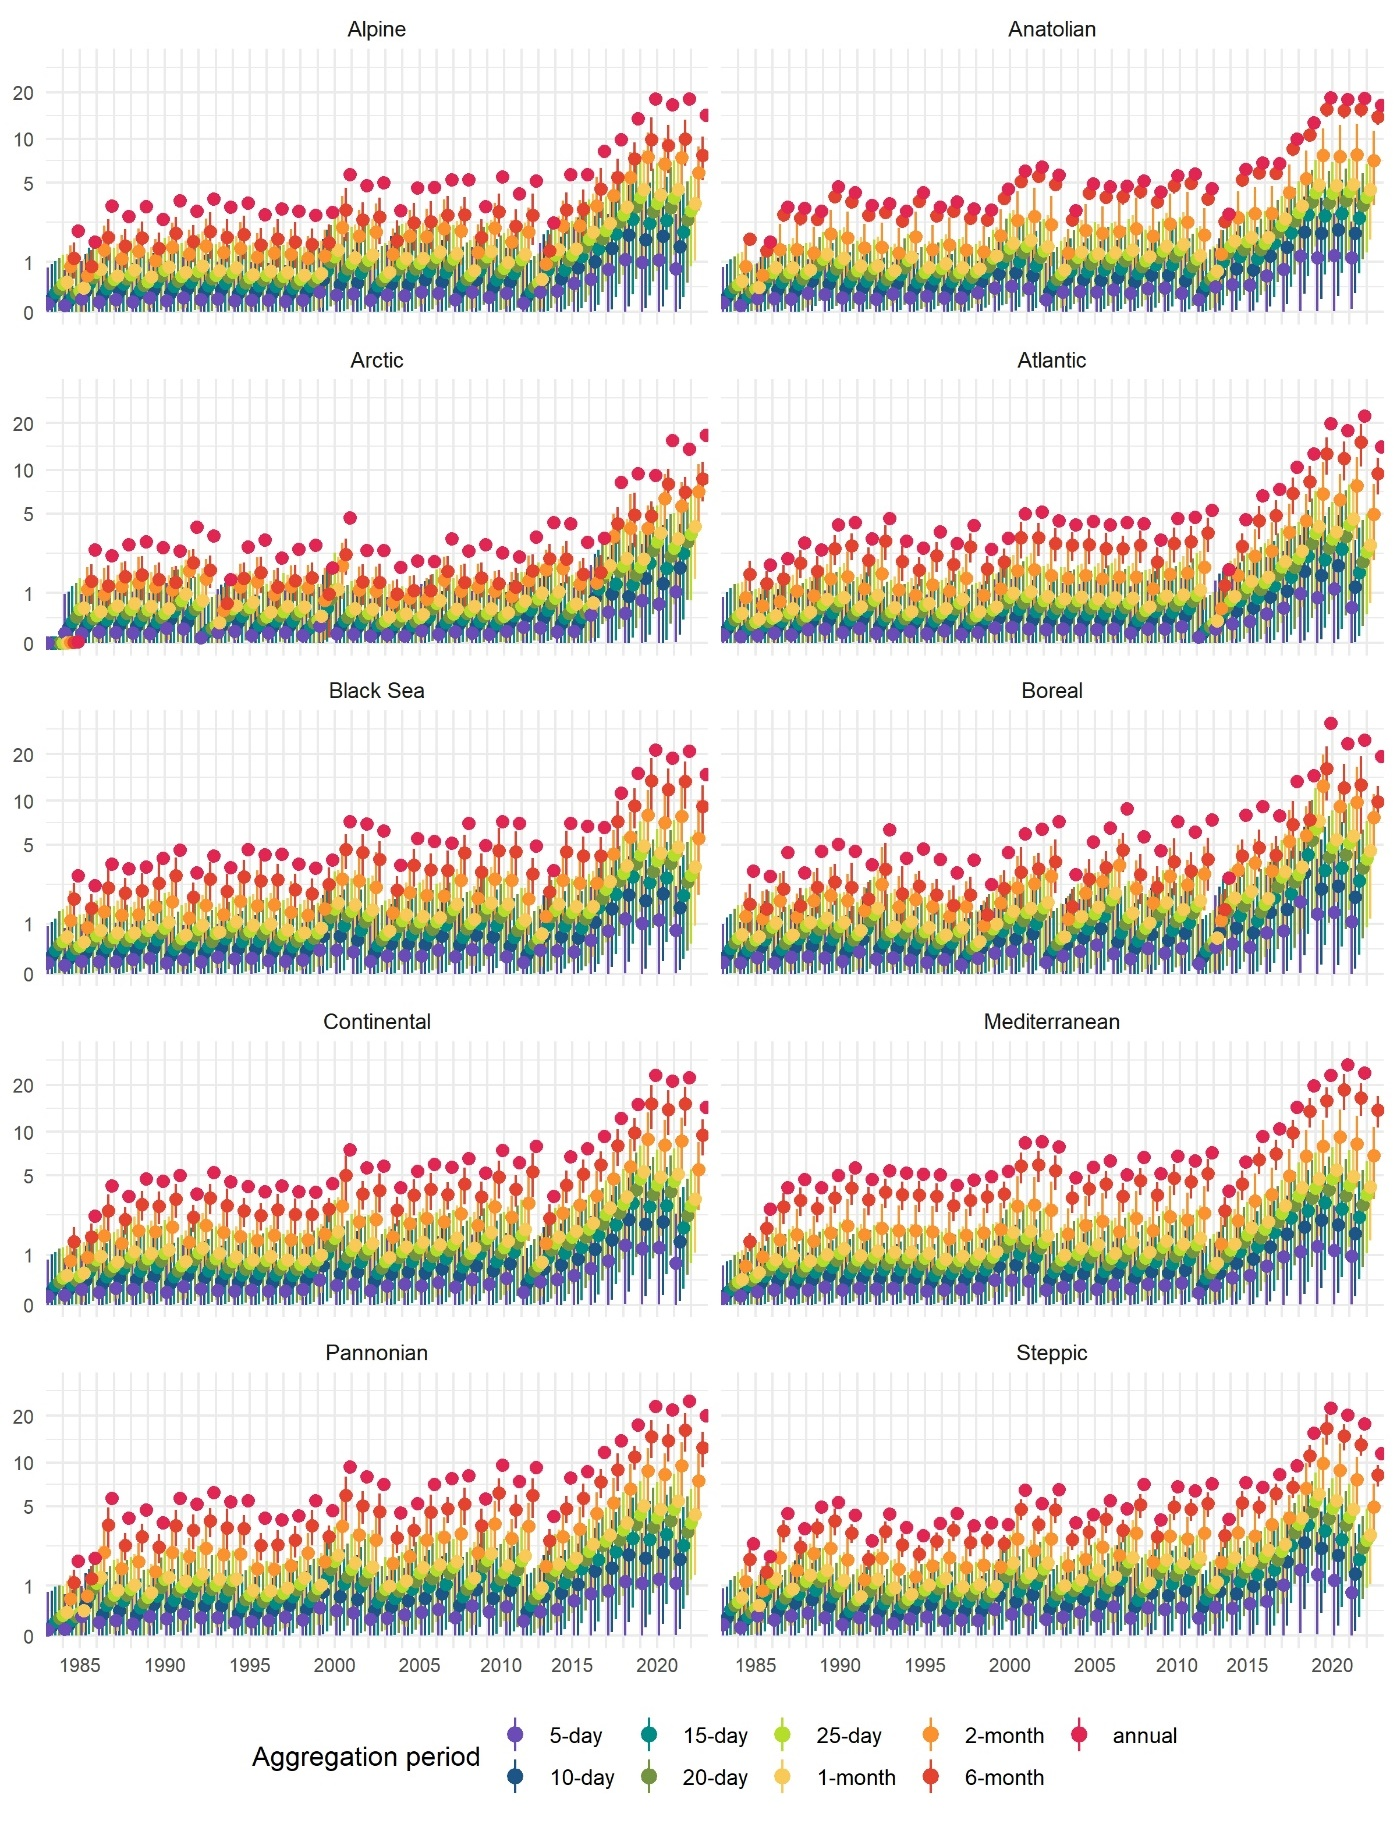 Alpine Anatolian
20
10
5
1
0
Arctic Atlantic
20
10
5
1
0
Black Sea Boreal
20
10
5
1
0
Continental Mediterranean
20
10
5
1
0
Pannonian Steppic
20
10
5
1
0
1985 1990 1995 2000 2005 2010 2015 2020 1985 1990 1995 2000 2005 2010 2015 2020
Aggregation period
5-day 15-day 25-day 2-month annual
10-day 20-day 1-month 6-month